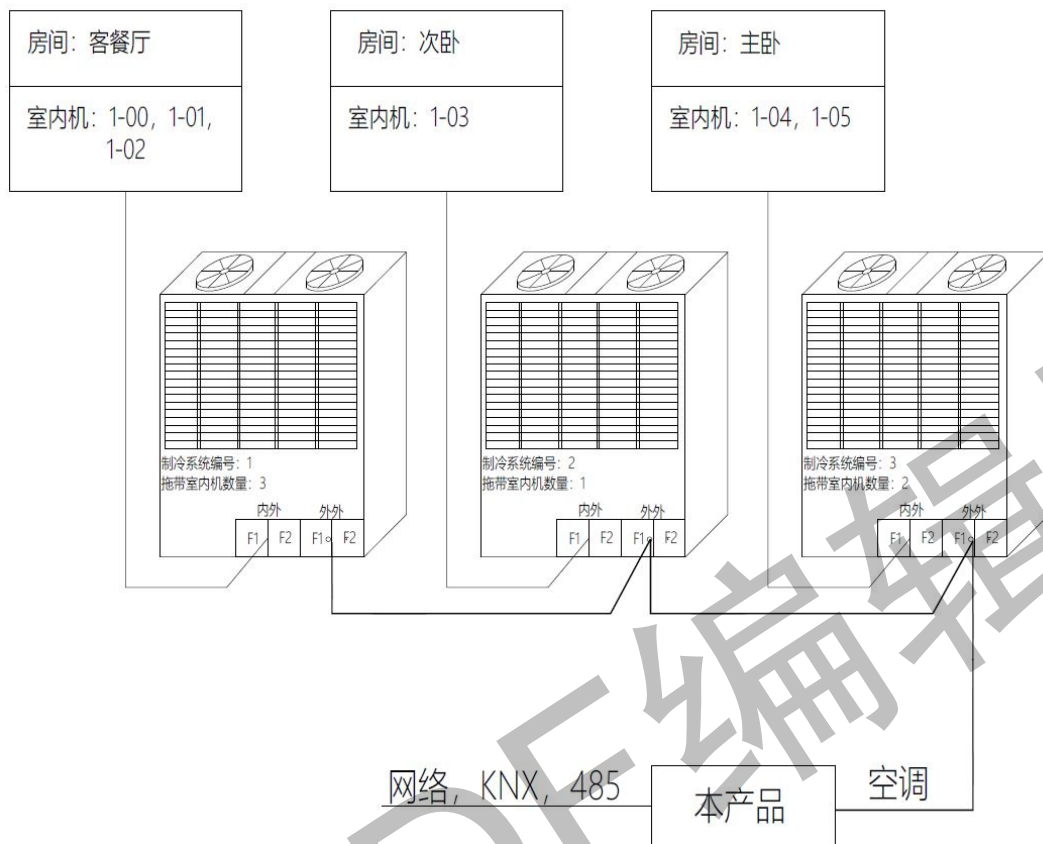 房间：客餐厅
室内机：1-00，1-01，
1-02
房间：次卧
室内机：1-03
房间：主卧
室内机：1-04，1-05
制冷系统编号：1
拖带室内机数量：3
内外 外外
F1 F2 F1 F2
制冷系统编号：2
拖带室内机数量：1
内外 外外
F1 F2 F1 F2
制冷系统编号：3
拖带室内机数量：2
内外 外外
F1 F2 F1 F2
网络，KNX，485
本产品
空调
DF编辑